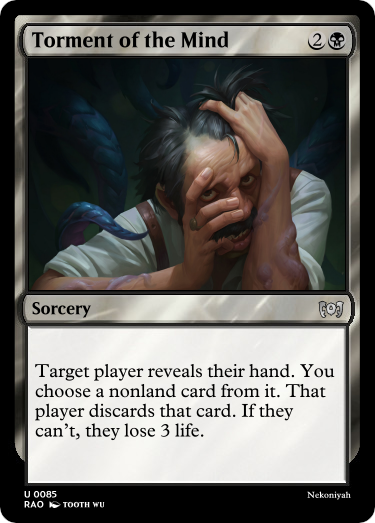 Torment of the Mind 2
Sorcery
Target player reveals their hand. You
choose a nonland card from it. That
player discards that card. If they
can't, they lose 3 life.
U 0085
RAO TOOTH WU
Nekoniyah